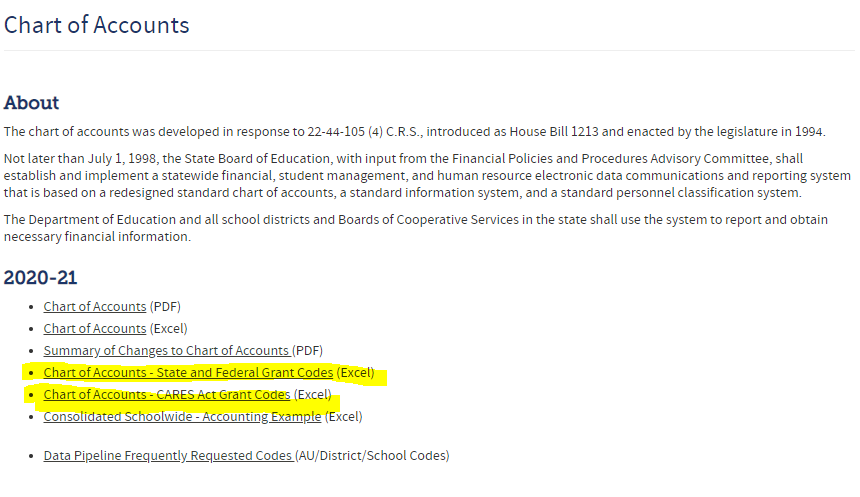 Chart of Accounts
About
The chart of accounts was developed in response to 22-44-105 (4) C.R.S., introduced as House Bill 1213 and enacted by the legislature in 1994.
Not later than July 1, 1998, the State Board of Education, with input from the Financial Policies and Procedures Advisory Committee, shall
establish and implement a statewide financial, student management, and human resource electronic data communications and reporting system
that is based on a redesigned standard chart of accounts, a standard information system, and a standard personnel classification system.
The Department of Education and all school districts and Boards of Cooperative Services in the state shall use the system to report and obtain
necessary financial information.
2020-21
• Chart of Accounts (PDF)
• Chart of Accounts (Excel)
• Summary of Changes to Chart of Accounts (PDF)
• Chart of Accounts - State and Federal Grant Codes (Excel)
• Chart of Accounts - CARES Act Grant Codes (Excel)
• Consolidated Schoolwide - Accounting Example (Excel)
• Data Pipeline Frequently Requested Codes (AU/District/School Codes)